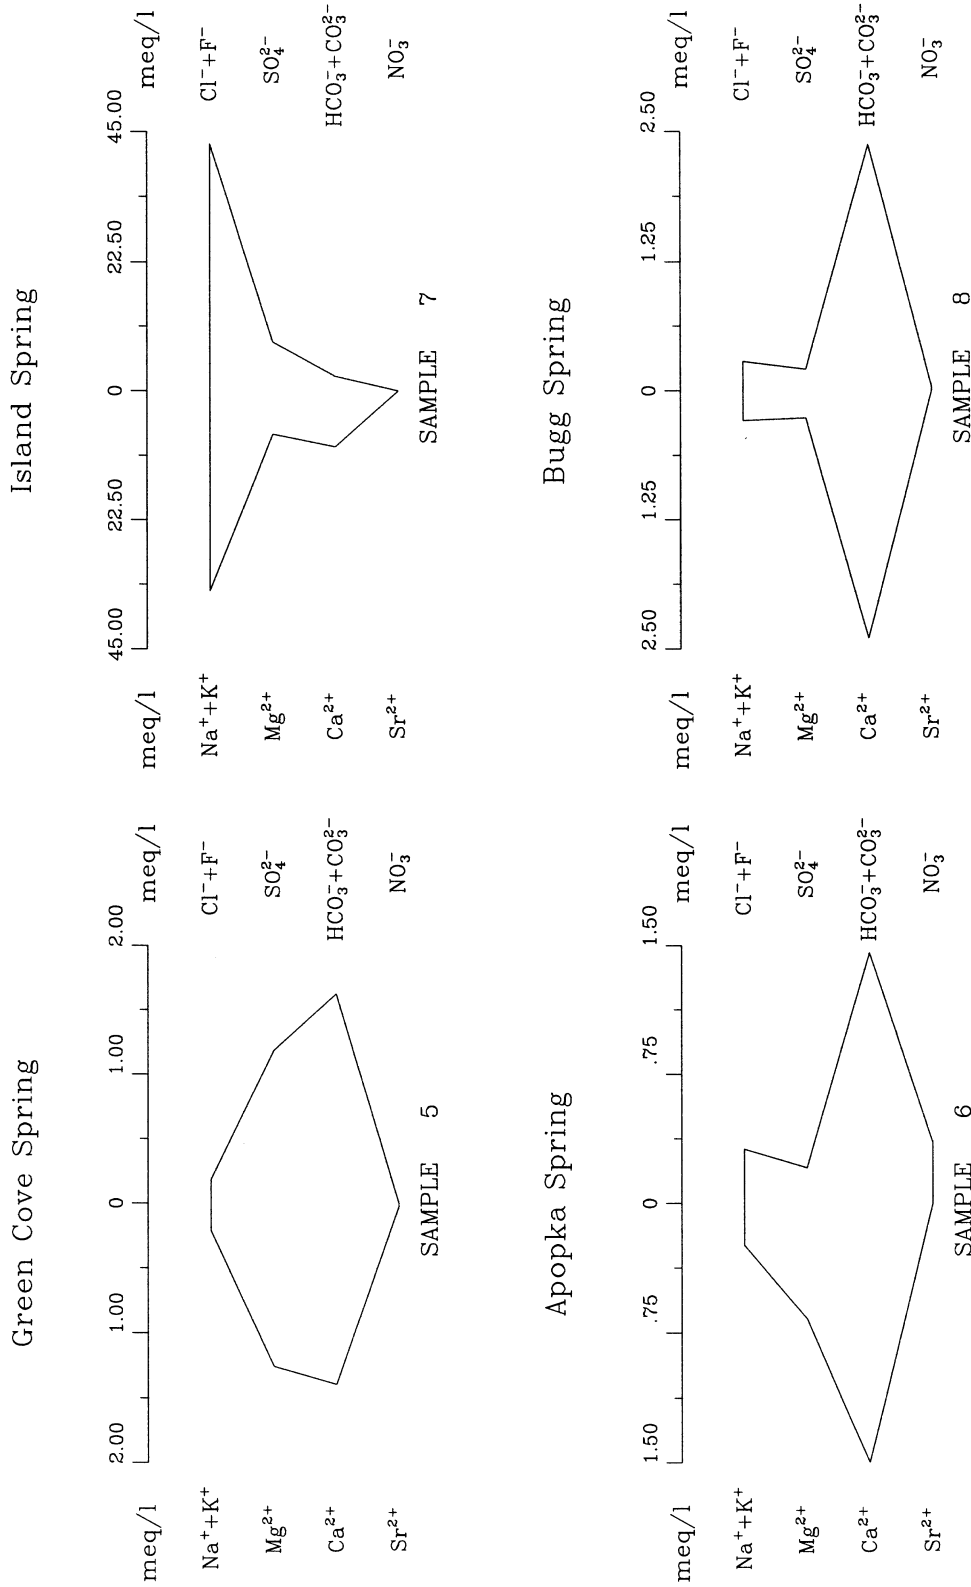 Green Cove Spring
meq/l 2.00 1.00 0 1.00 2.00 meq/l
Na⁺+K⁺ Cl⁻+F⁻
Mg²⁺ SO₄²⁻
Ca²⁺ HCO₃⁻+CO₃²⁻
Sr²⁺ NO₃⁻
SAMPLE 5
Island Spring
meq/l 45.00 22.50 0 22.50 45.00 meq/l
Na⁺+K⁺ Cl⁻+F⁻
Mg²⁺ SO₄²⁻
Ca²⁺ HCO₃⁻+CO₃²⁻
Sr²⁺ NO₃⁻
SAMPLE 7
Apopka Spring
meq/l 1.50 .75 0 .75 1.50 meq/l
Na⁺+K⁺ Cl⁻+F⁻
Mg²⁺ SO₄²⁻
Ca²⁺ HCO₃⁻+CO₃²⁻
Sr²⁺ NO₃⁻
SAMPLE 6
Bugg Spring
meq/l 2.50 1.25 0 1.25 2.50 meq/l
Na⁺+K⁺ Cl⁻+F⁻
Mg²⁺ SO₄²⁻
Ca²⁺ HCO₃⁻+CO₃²⁻
Sr²⁺ NO₃⁻
SAMPLE 8